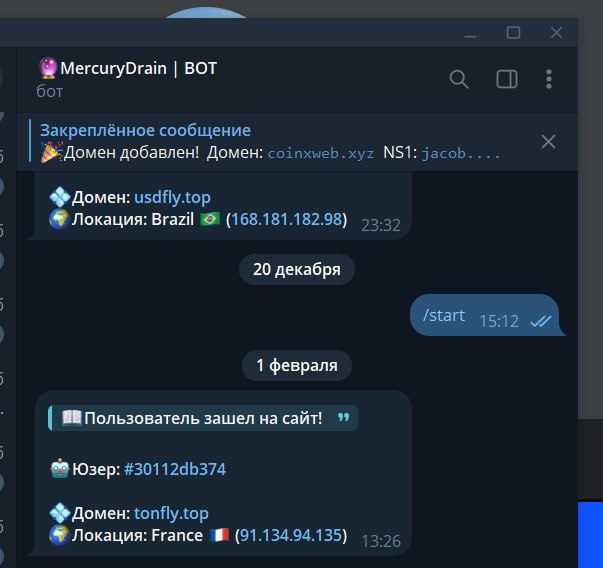 MercuryDrain | BOT
бот
Закреплённое сообщение
Домен добавлен! Домен: coinxweb.xyz NS1: jacob....
Домен: usdfly.top
Локация: Brazil (168.181.182.98) 23:32
20 декабря
/start 15:12
1 февраля
Пользователь зашел на сайт!
Юзер: #30112db374
Домен: tonfly.top
Локация: France (91.134.94.135) 13:26